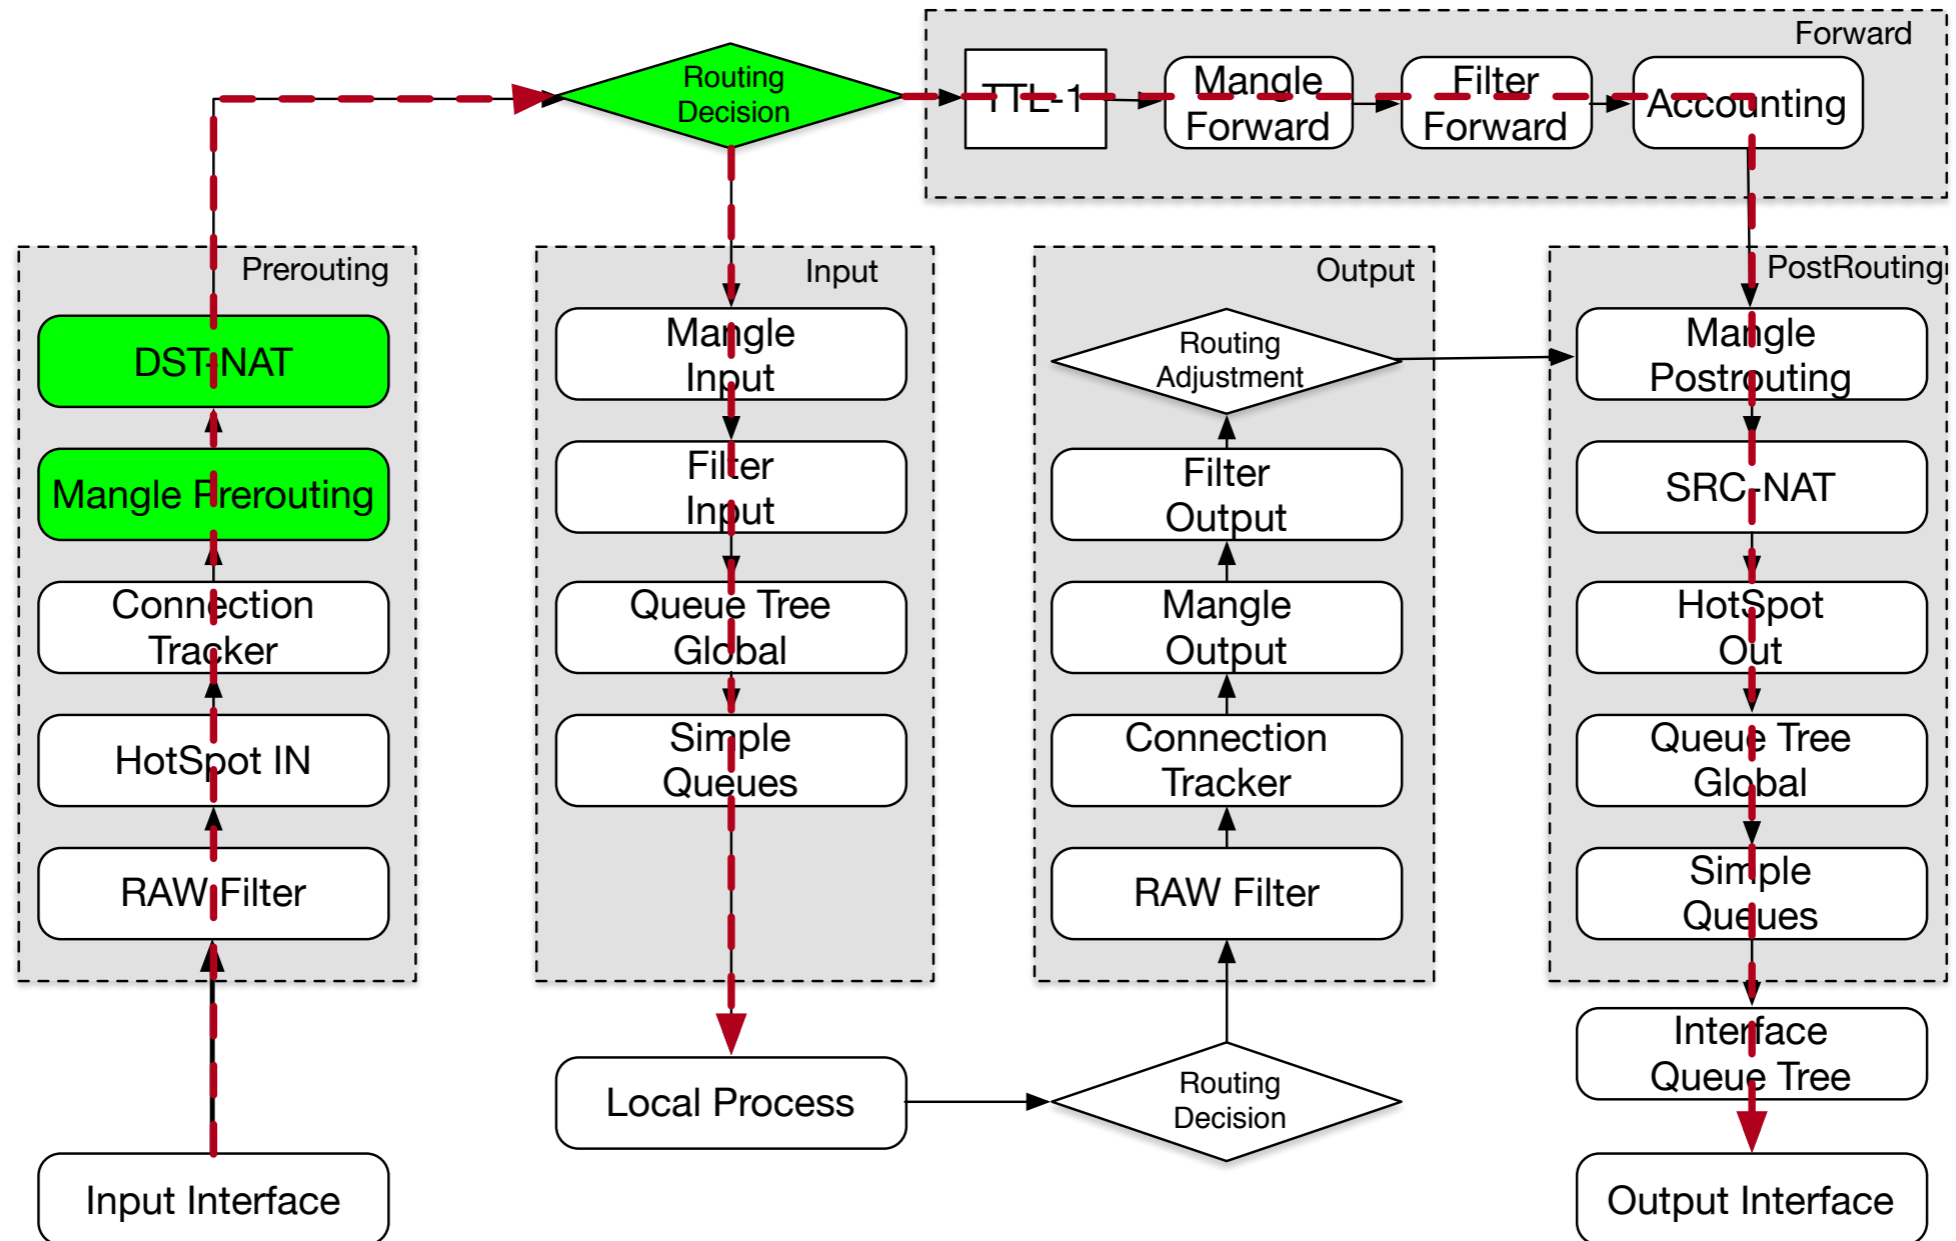 Forward
Routing
Decision
TTL-1
Mangle
Forward
Filter
Forward
Accounting
Prerouting
DST-NAT
Mangle Prerouting
Connection
Tracker
HotSpot IN
RAW Filter
Input Interface
Input
Mangle
Input
Filter
Input
Queue Tree
Global
Simple
Queues
Local Process
Output
Routing
Adjustment
Filter
Output
Mangle
Output
Connection
Tracker
RAW Filter
Routing
Decision
PostRouting
Mangle
Postrouting
SRC-NAT
HotSpot
Out
Queue Tree
Global
Simple
Queues
Interface
Queue Tree
Output Interface